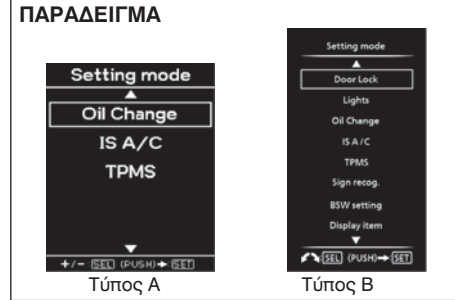 ΠΑΡΑΔΕΙΓΜΑ
Setting mode
Oil Change
IS A/C
TPMS
+/-:SEL (PUSH)→SET
Τύπος A
Setting mode
Door Lock
Lights
Oil Change
IS A/C
TPMS
Sign recog.
BSW setting
Display item
SEL (PUSH)→SET
Τύπος B